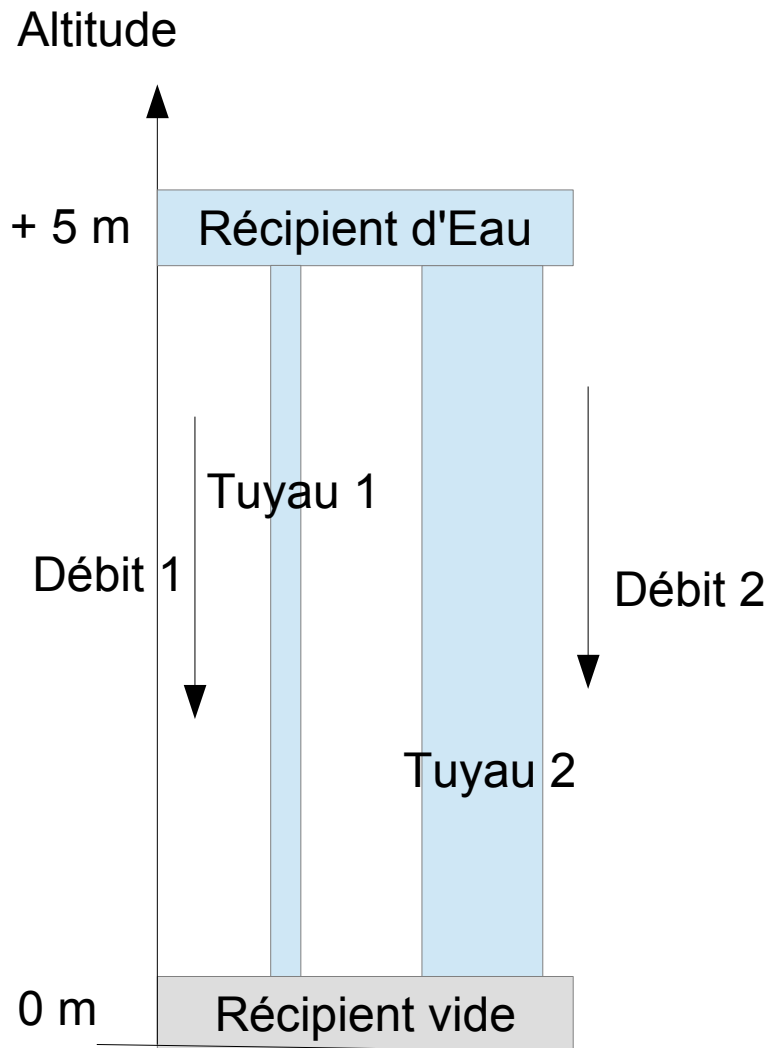 Altitude
+ 5 m
Récipient d'Eau
Tuyau 1
Débit 1
Débit 2
Tuyau 2
0 m
Récipient vide